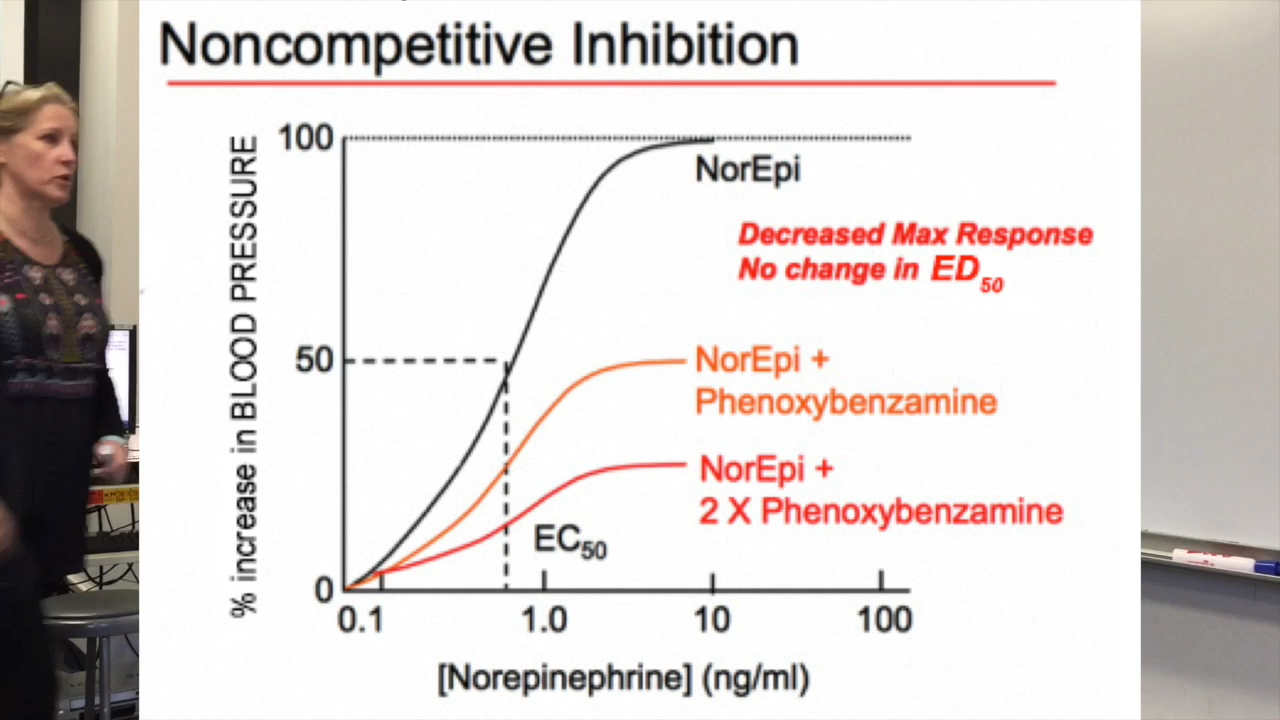 Noncompetitive Inhibition
% increase in BLOOD PRESSURE
100
50
0
NorEpi
Decreased Max Response
No change in ED50
NorEpi +
Phenoxybenzamine
NorEpi +
2 X Phenoxybenzamine
EC50
0.1
1.0
10
100
[Norepinephrine] (ng/ml)